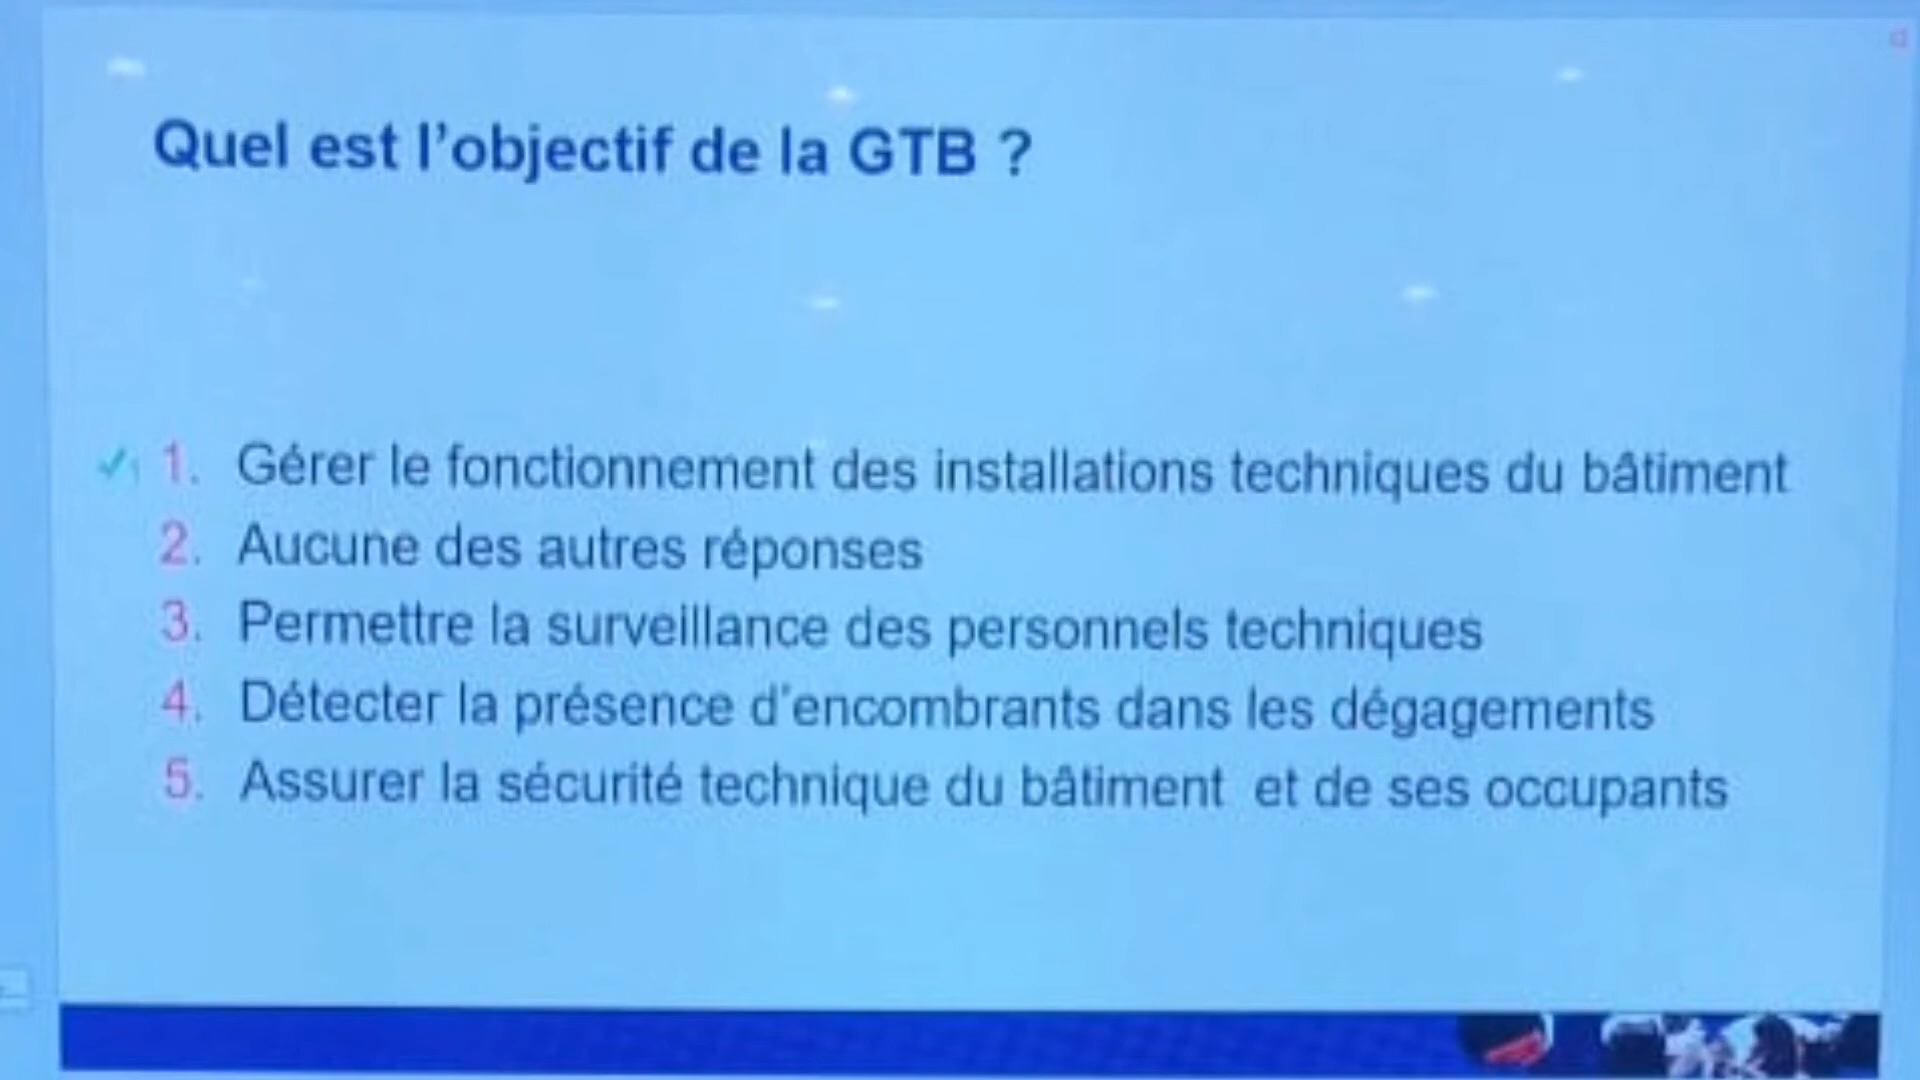 Quel est l'objectif de la GTB ?
1. Gérer le fonctionnement des installations techniques du bâtiment
2. Aucune des autres réponses
3. Permettre la surveillance des personnels techniques
4. Détecter la présence d'encombrants dans les dégagements
5. Assurer la sécurité technique du bâtiment et de ses occupants